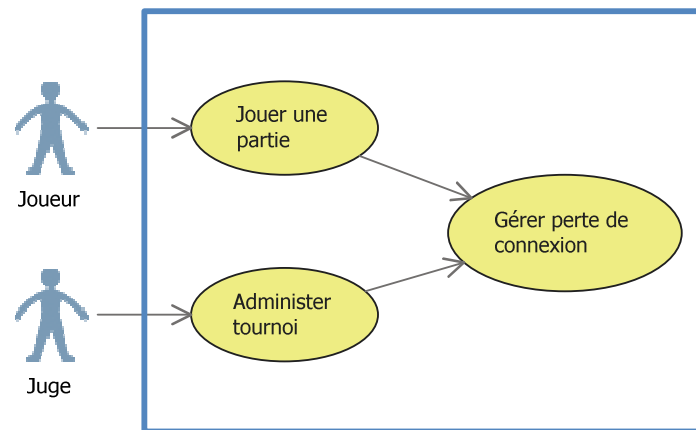 Jouer une
partie
Joueur
Gérer perte de
connexion
Administer
tournoi
Juge